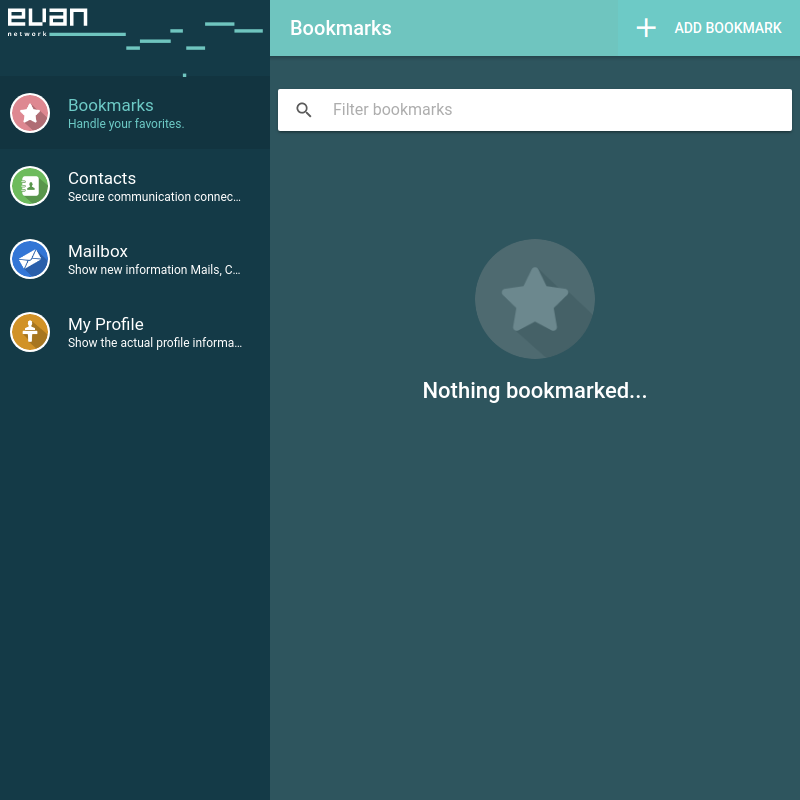 evan
network
Bookmarks
Handle your favorites.
Contacts
Secure communication connec...
Mailbox
Show new information Mails, C...
My Profile
Show the actual profile informa...
Bookmarks
ADD BOOKMARK
Filter bookmarks
Nothing bookmarked...